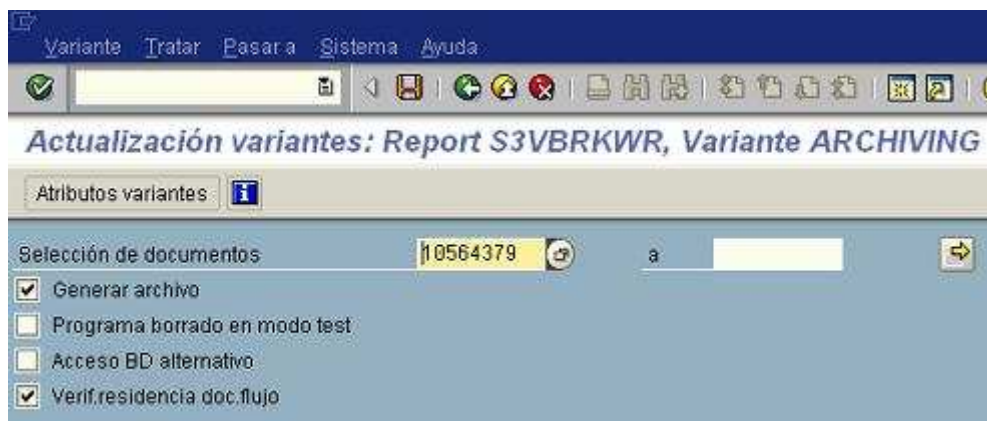 Variante Tratar Pasar a Sistema Ayuda
Actualización variantes: Report S3VBRKWR, Variante ARCHIVING
Atributos variantes
Selección de documentos 10564379 a
Generar archivo
Programa borrado en modo test
Acceso BD alternativo
Verif.residencia doc.flujo